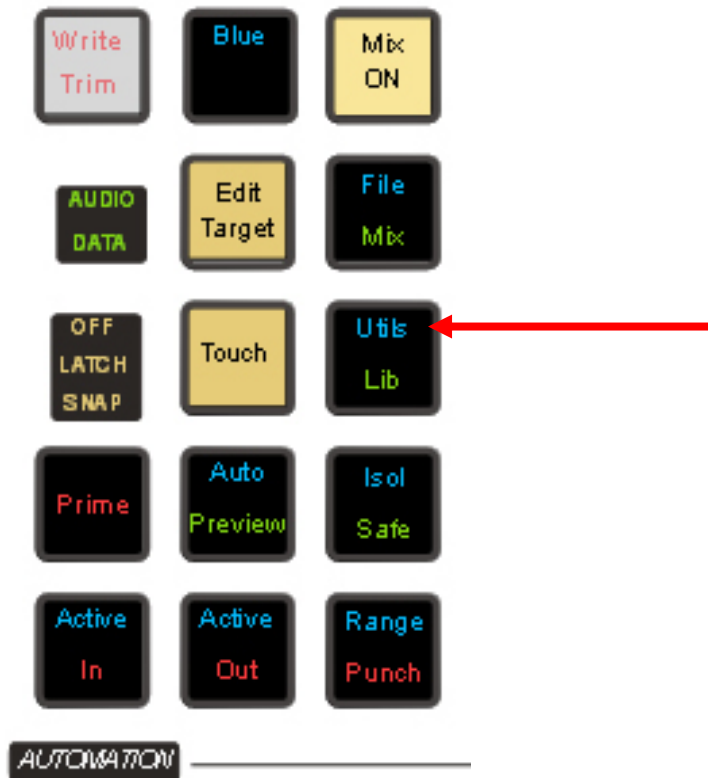 Write
Trim
Blue
Mix
ON
AUDIO
DATA
Edit
Target
File
Mix
OFF
LATCH
SNAP
Touch
Utils
Lib
Prime
Auto
Preview
Isol
Safe
Active
In
Active
Out
Range
Punch
AUTOMATION